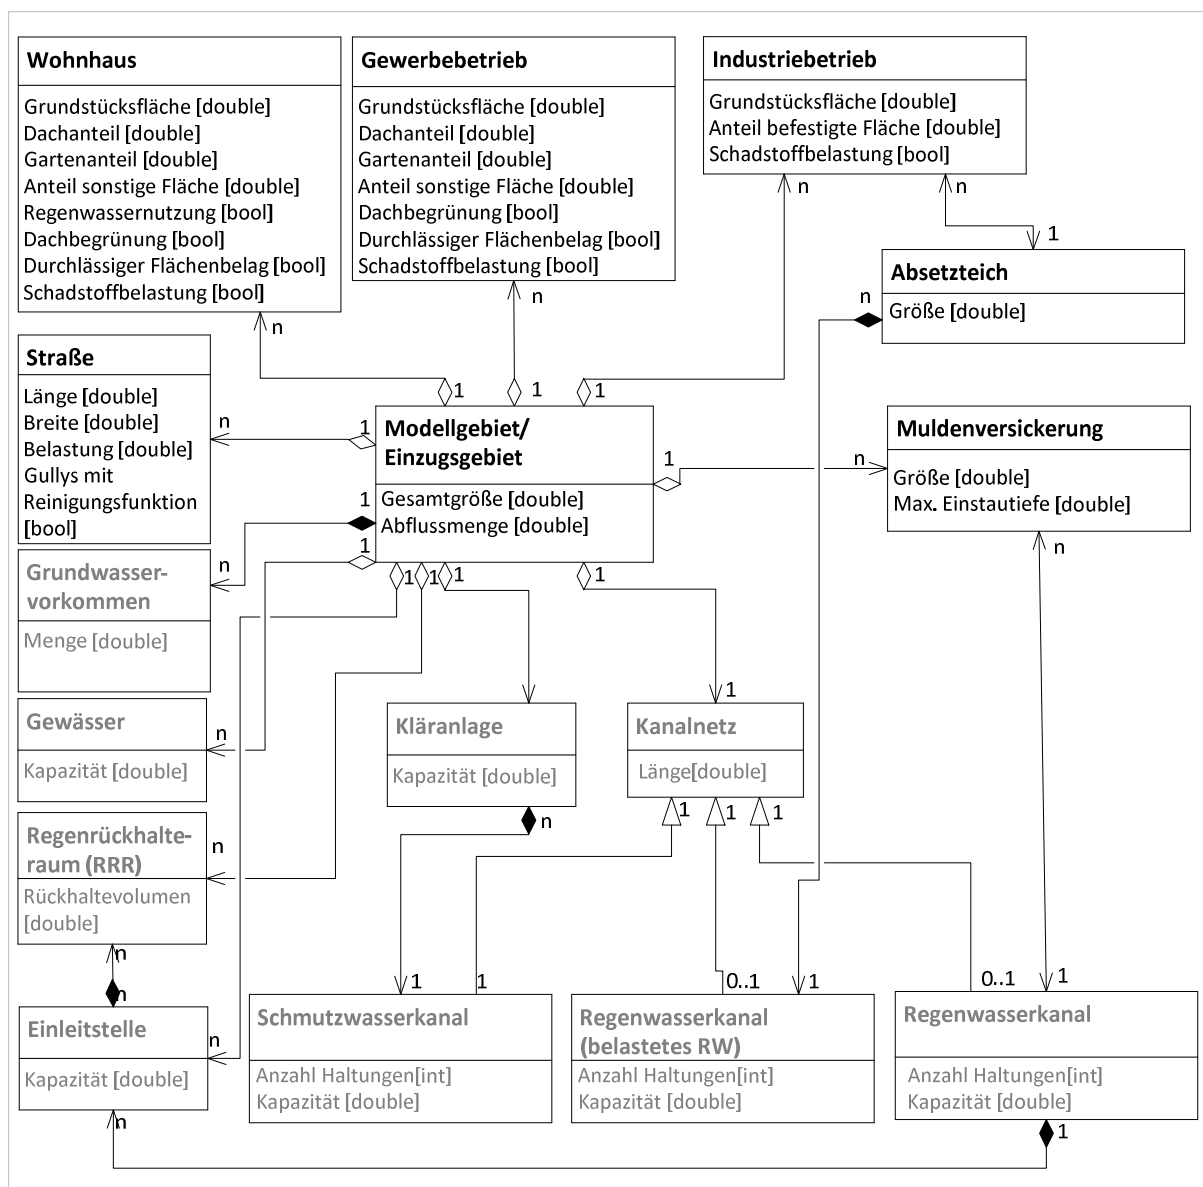 Wohnhaus
Grundstücksfläche [double]
Dachanteil [double]
Gartenanteil [double]
Anteil sonstige Fläche [double]
Regenwassernutzung [bool]
Dachbegrünung [bool]
Durchlässiger Flächenbelag [bool]
Schadstoffbelastung [bool]
n
Gewerbebetrieb
Grundstücksfläche [double]
Dachanteil [double]
Gartenanteil [double]
Anteil sonstige Fläche [double]
Dachbegrünung [bool]
Durchlässiger Flächenbelag [bool]
Schadstoffbelastung [bool]
n
Industriebetrieb
Grundstücksfläche [double]
Anteil befestigte Fläche [double]
Schadstoffbelastung [bool]
n
n
1
Absetzteich
Größe [double]
n
Straße
Länge [double]
Breite [double]
Belastung [double]
Gullys mit
Reinigungsfunktion
[bool]
n
1
1
1
1
Modellgebiet/
Einzugsgebiet
Gesamtgröße [double]
Abflussmenge [double]
1
1
1
1
1
1
1
n
Muldenversickerung
Größe [double]
Max. Einstautiefe [double]
n
Grundwasser-
vorkommen
Menge [double]
n
Gewässer
Kapazität [double]
n
Kläranlage
Kapazität [double]
n
Kanalnetz
Länge[double]
1
1
1
1
Regenrückhalte-
raum (RRR)
Rückhaltevolumen
[double]
n
n
n
Einleitstelle
Kapazität [double]
n
n
Schmutzwasserkanal
Anzahl Haltungen[int]
Kapazität [double]
1
1
Regenwasserkanal
(belastetes RW)
Anzahl Haltungen[int]
Kapazität [double]
0..1
1
Regenwasserkanal
Anzahl Haltungen[int]
Kapazität [double]
0..1
1
1